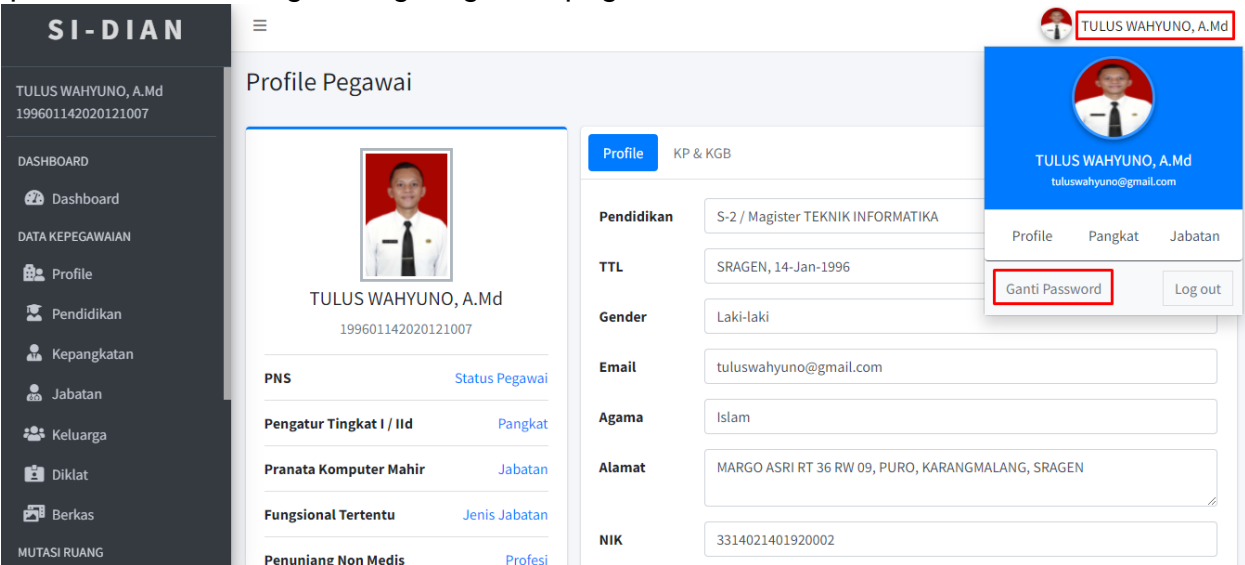 SI-DIAN
TULUS WAHYUNO, A.Md
TULUS WAHYUNO, A.Md
199601142020121007
DASHBOARD
Dashboard
DATA KEPEGAWAIAN
Profile
Pendidikan
Kepangkatan
Jabatan
Keluarga
Diklat
Berkas
MUTASI RUANG
Profile Pegawai
TULUS WAHYUNO, A.Md
199601142020121007
PNS Status Pegawai
Pengatur Tingkat I / IId Pangkat
Pranata Komputer Mahir Jabatan
Fungsional Tertentu Jenis Jabatan
Penunjang Non Medis Profesi
Profile KP & KGB
Pendidikan S-2 / Magister TEKNIK INFORMATIKA
TTL SRAGEN, 14-Jan-1996
Gender Laki-laki
Email tuluswahyuno@gmail.com
Agama Islam
Alamat MARGO ASRI RT 36 RW 09, PURO, KARANGMALANG, SRAGEN
NIK 3314021401920002
TULUS WAHYUNO, A.Md
tuluswahyuno@gmail.com
Profile Pangkat Jabatan
Ganti Password Log out